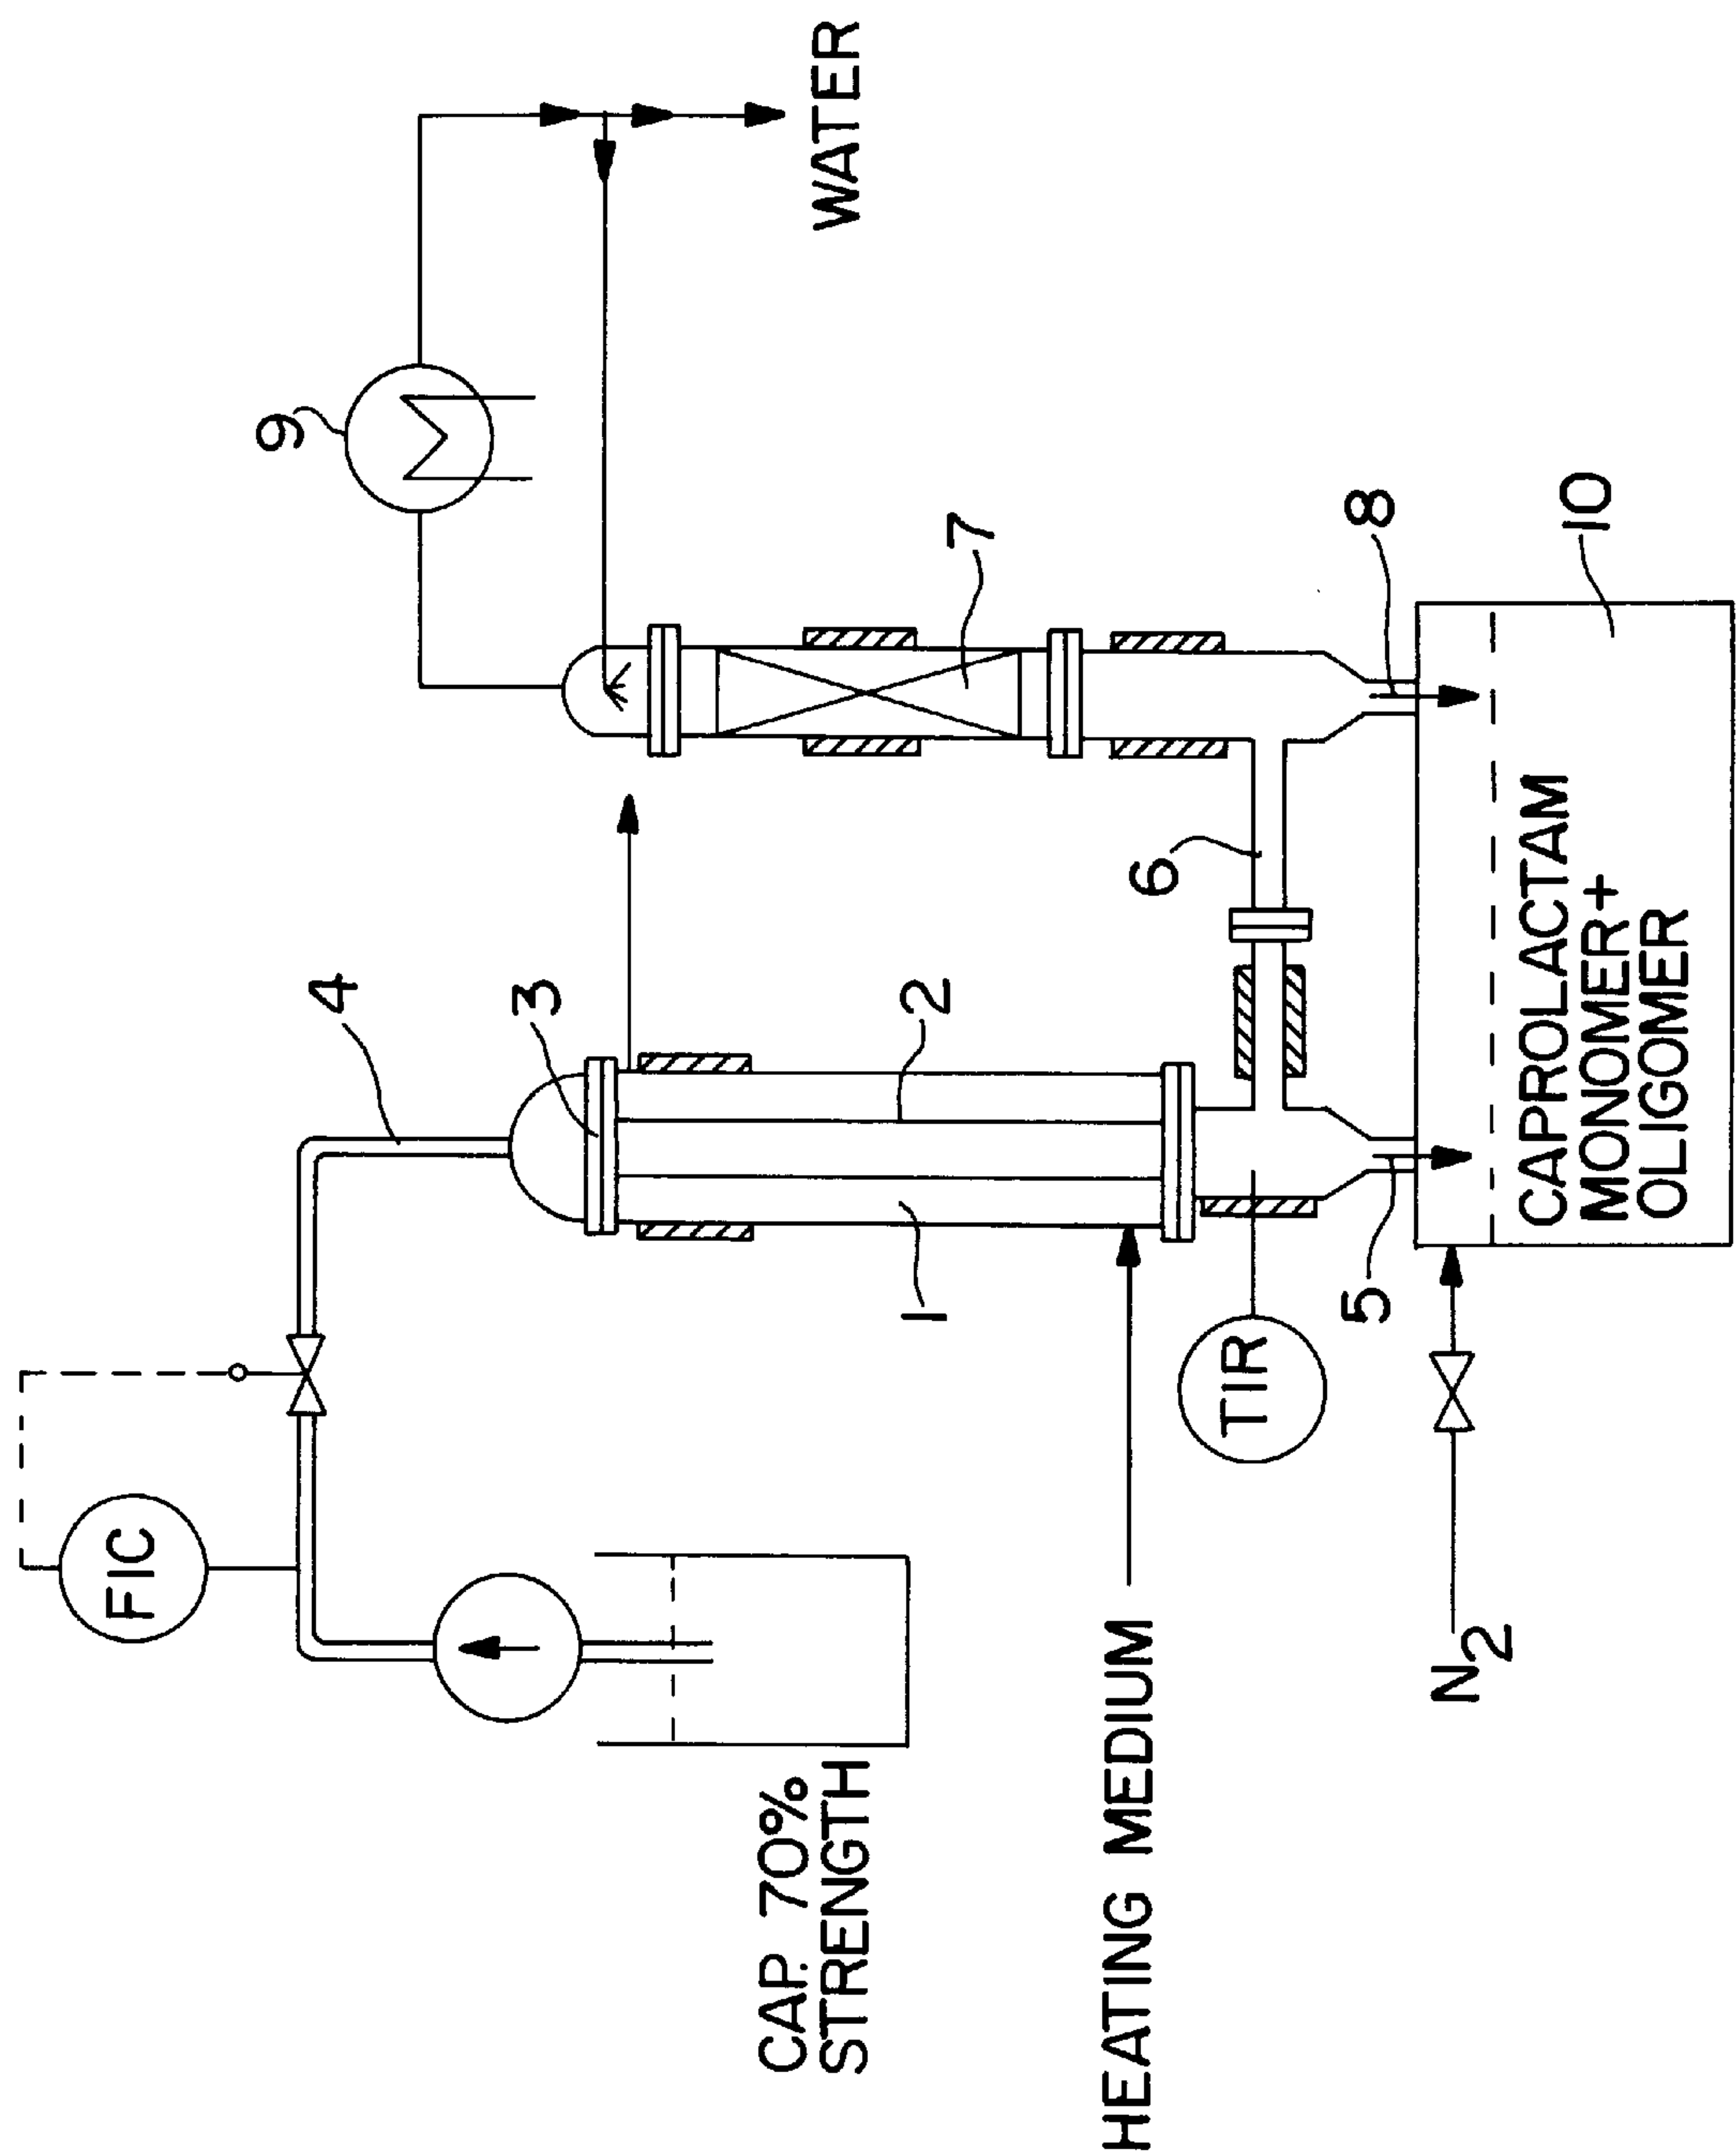 FIC
4
3
9
WATER
CAP. 70%
STRENGTH
2
1
7
HEATING MEDIUM
TIR
6
5
8
N2
CAPROLACTAM
MONOMER+
OLIGOMER
10